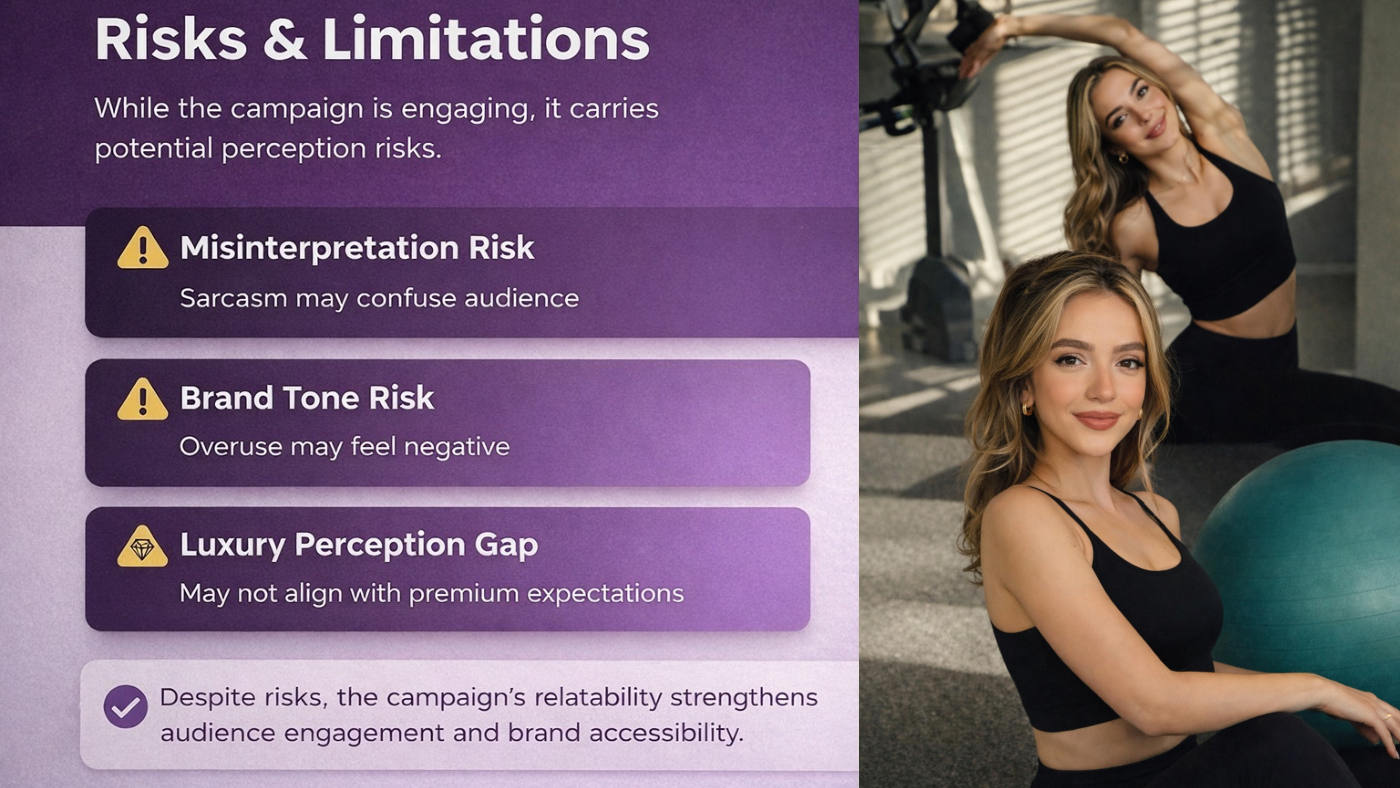 Risks & Limitations
While the campaign is engaging, it carries
potential perception risks.
Misinterpretation Risk
Sarcasm may confuse audience
Brand Tone Risk
Overuse may feel negative
Luxury Perception Gap
May not align with premium expectations
Despite risks, the campaign’s relatability strengthens
audience engagement and brand accessibility.